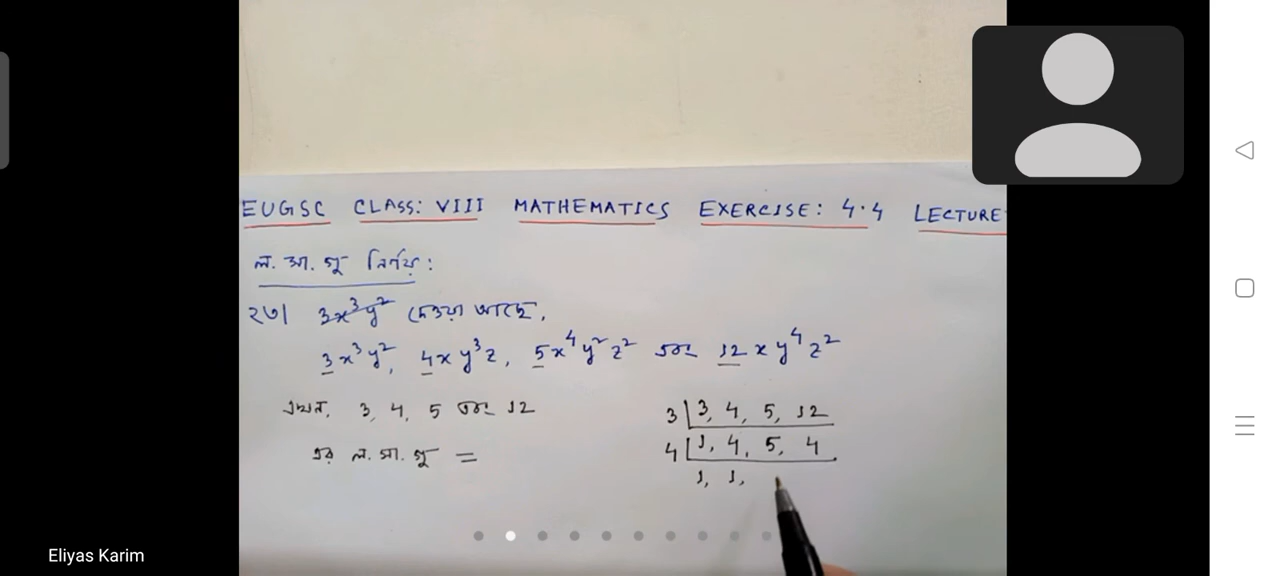 EUGSC CLASS: VIII MATHEMATICS EXERCISE: 4.4 LECTURE
ল. সা. গু নির্ণয়:
২৩। 3x³y² দেওয়া আছে,
3x³y², 4xy³z, 5x⁴y²z² এবং 12xy⁴z²
এখন, 3, 4, 5 এবং 12
এর ল. সা. গু =
3 | 3, 4, 5, 12
4 | 1, 4, 5, 4
1, 1,
Eliyas Karim